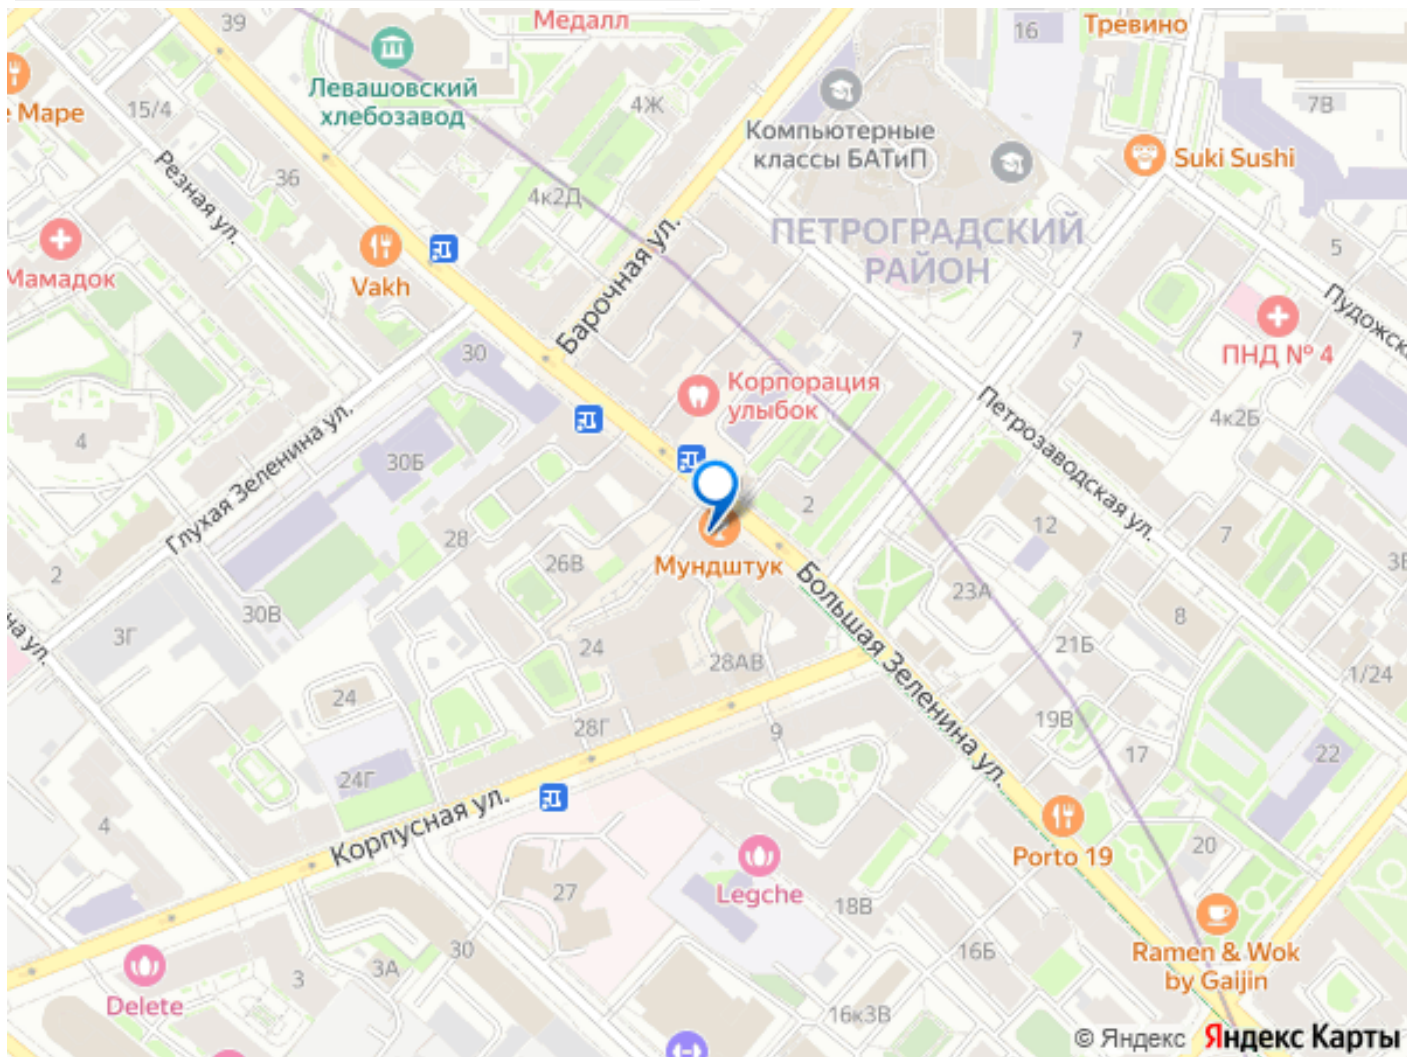 39
Медалл
16
Тревино
Левашовский
хлебозавод
4Ж
7В
е Маре
15/4
Компьютерные
классы БАТиП
Suki Sushi
Резная ул.
36
4к2Д
ПЕТРОГРАДСКИЙ
РАЙОН
5
Мамадок
Vakh
Барочная ул.
Пудожска
7
ПНД № 4
30
Корпорация
улыбок
4к2Б
4
Глухая Зеленина ул.
30Б
Петрозаводская ул.
2
28
12
7
Мундштук
26В
2
23А
3Г
30В
на ул.
8
Большая Зеленина ул.
21Б
24
28АВ
1/24
24
19В
28Г
9
17
22
24Г
Корпусная ул.
4
Porto 19
20
Legche
27
18В
30
16Б
Ramen & Wok
by Gaijin
3А
3
Delete
16к3В
© Яндекс Яндекс Карты